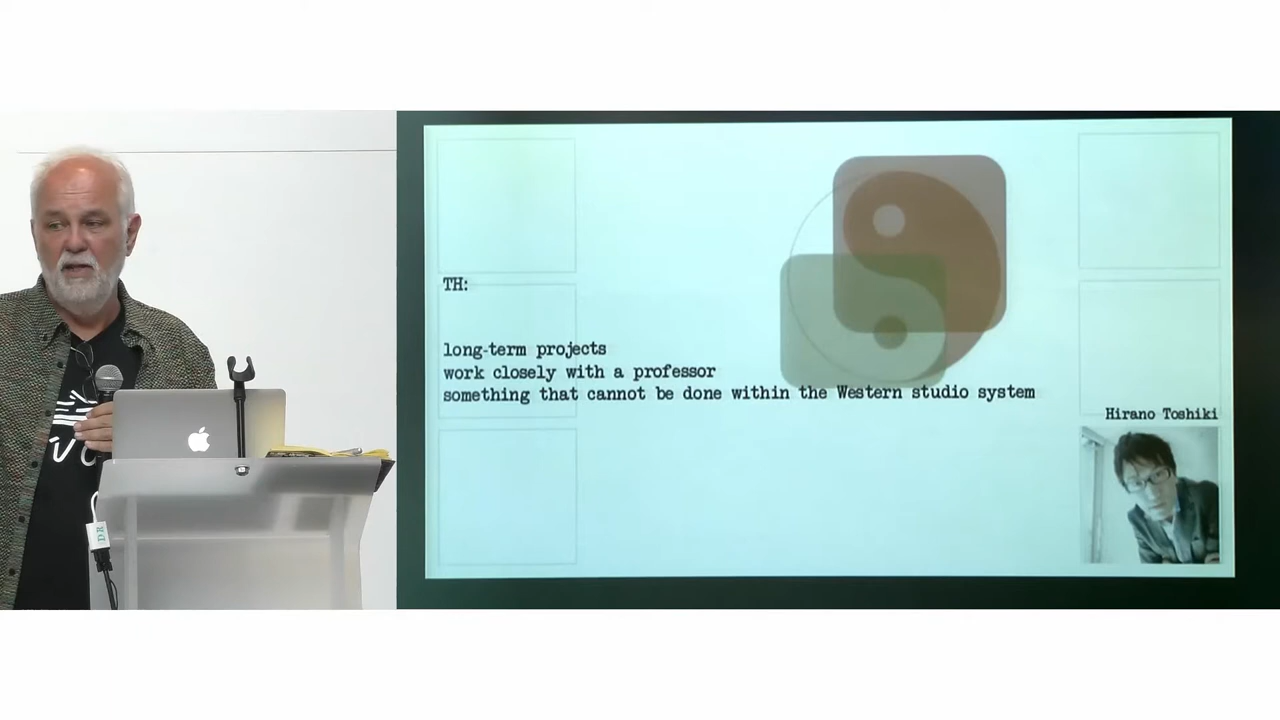 TH:
long-term projects
work closely with a professor
something that cannot be done within the Western studio system
Hirano Toshiki